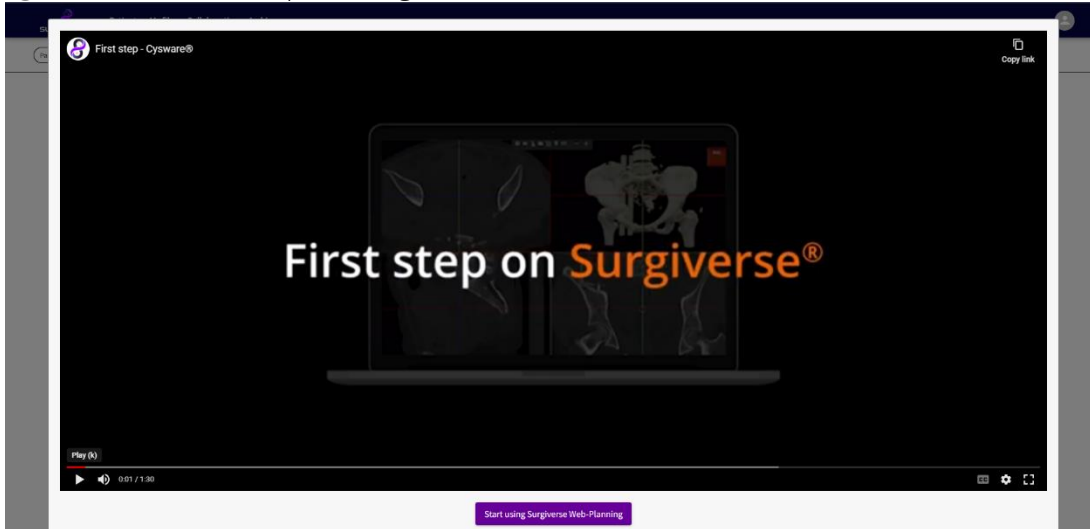 First step - Cysware®
Copy link
First step on Surgiverse®
Play (k)
0:01 / 1:30
Start using Surgiverse Web-Planning